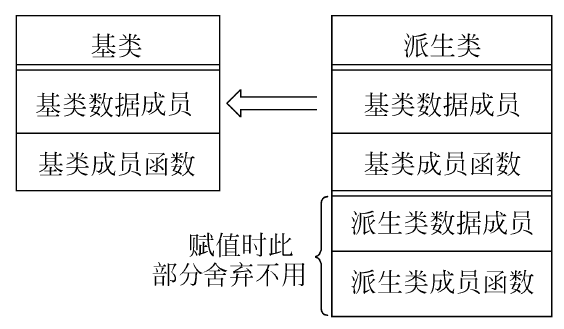 基类
基类数据成员
基类成员函数
派生类
基类数据成员
基类成员函数
派生类数据成员
派生类成员函数
赋值时此
部分舍弃不用